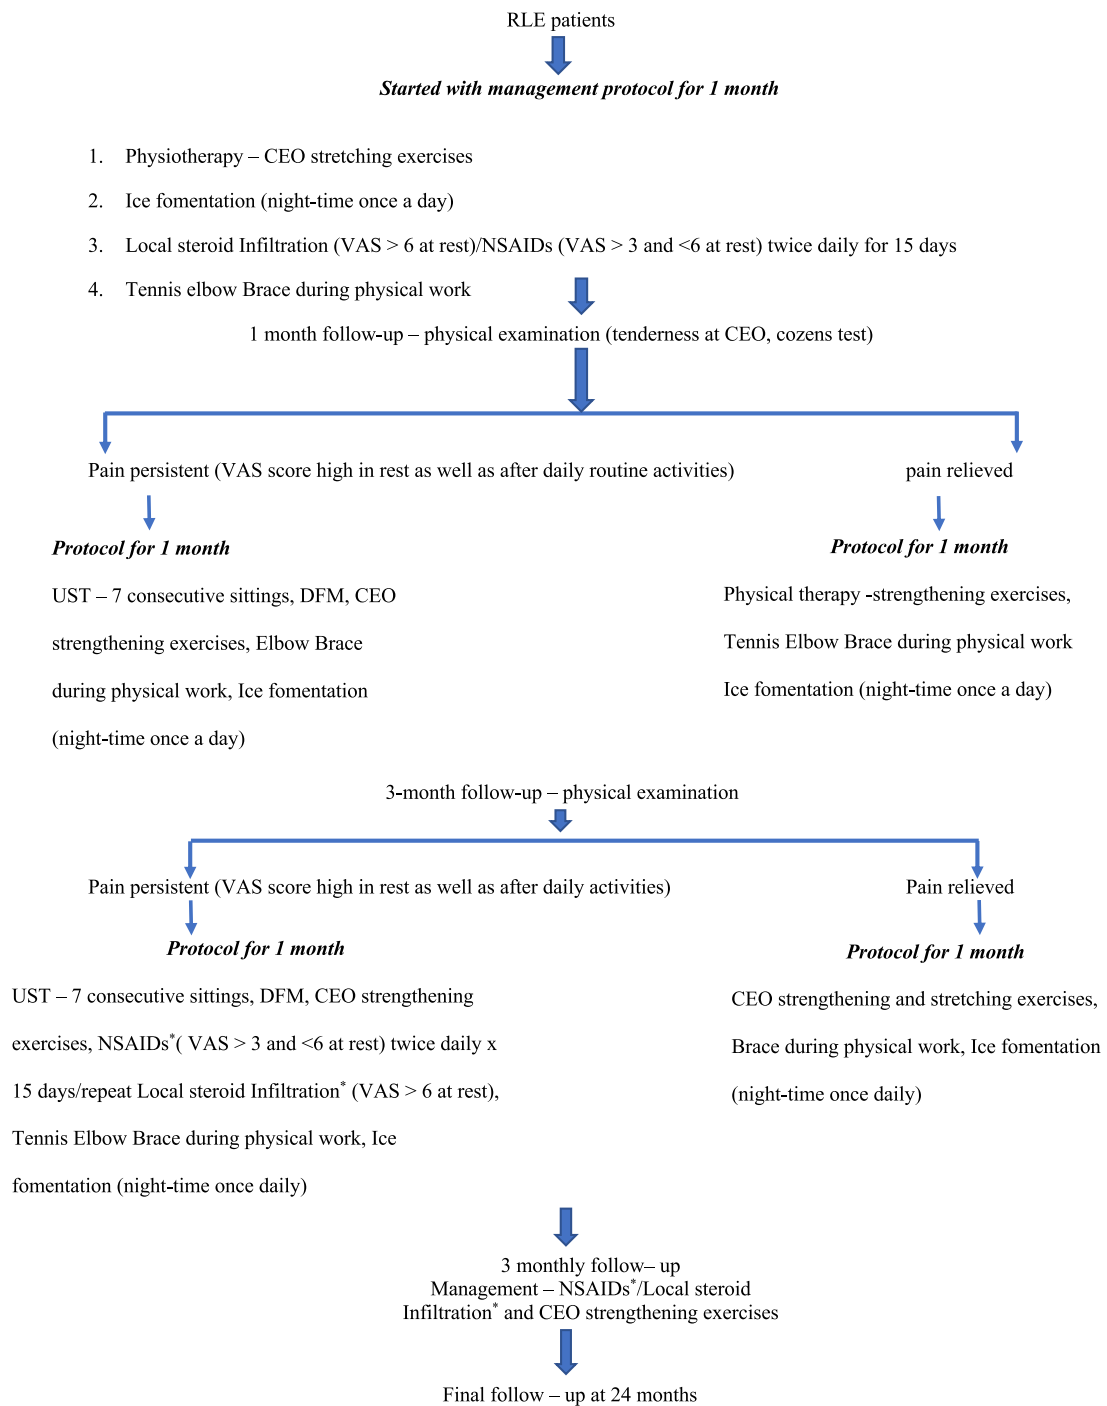 RLE patients
Started with management protocol for 1 month
1. Physiotherapy – CEO stretching exercises
2. Ice fomentation (night-time once a day)
3. Local steroid Infiltration (VAS > 6 at rest)/NSAIDs (VAS > 3 and <6 at rest) twice daily for 15 days
4. Tennis elbow Brace during physical work
1 month follow-up – physical examination (tenderness at CEO, cozens test)
Pain persistent (VAS score high in rest as well as after daily routine activities)
pain relieved
Protocol for 1 month
UST – 7 consecutive sittings, DFM, CEO
strengthening exercises, Elbow Brace
during physical work, Ice fomentation
(night-time once a day)
Protocol for 1 month
Physical therapy -strengthening exercises,
Tennis Elbow Brace during physical work
Ice fomentation (night-time once a day)
3-month follow-up – physical examination
Pain persistent (VAS score high in rest as well as after daily activities)
Pain relieved
Protocol for 1 month
UST – 7 consecutive sittings, DFM, CEO strengthening
exercises, NSAIDs*( VAS > 3 and <6 at rest) twice daily x
15 days/repeat Local steroid Infiltration* (VAS > 6 at rest),
Tennis Elbow Brace during physical work, Ice
fomentation (night-time once daily)
Protocol for 1 month
CEO strengthening and stretching exercises,
Brace during physical work, Ice fomentation
(night-time once daily)
3 monthly follow– up
Management – NSAIDs*/Local steroid
Infiltration* and CEO strengthening exercises
Final follow – up at 24 months